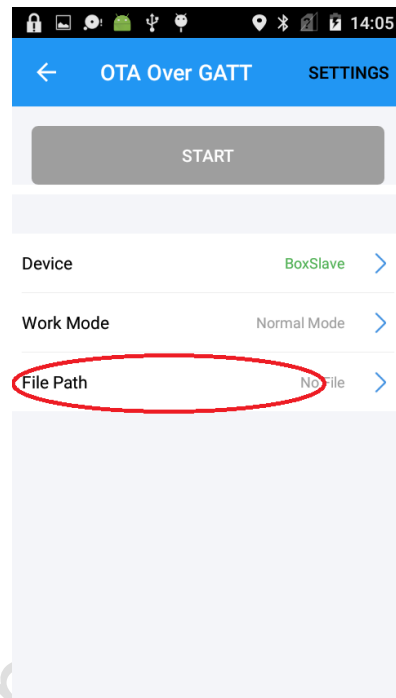 14:05
OTA Over GATT SETTINGS
START
Device BoxSlave
Work Mode Normal Mode
File Path No File